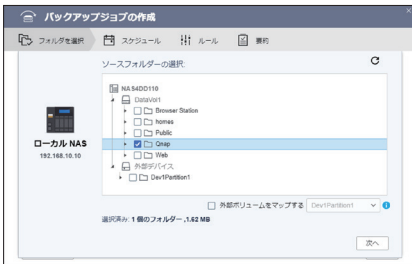 バックアップジョブの作成
フォルダを選択
スケジュール
ルール
要約
ソースフォルダーの選択:
NAS4DD110
DataVol1
Browser Station
homes
Public
Qnap
Web
外部デバイス
Dev1Partition1
ローカル NAS
192.168.10.10
外部ボリュームをマップする Dev1Partition1
選択済み: 1 個のフォルダー ,1.62 MB
次へ